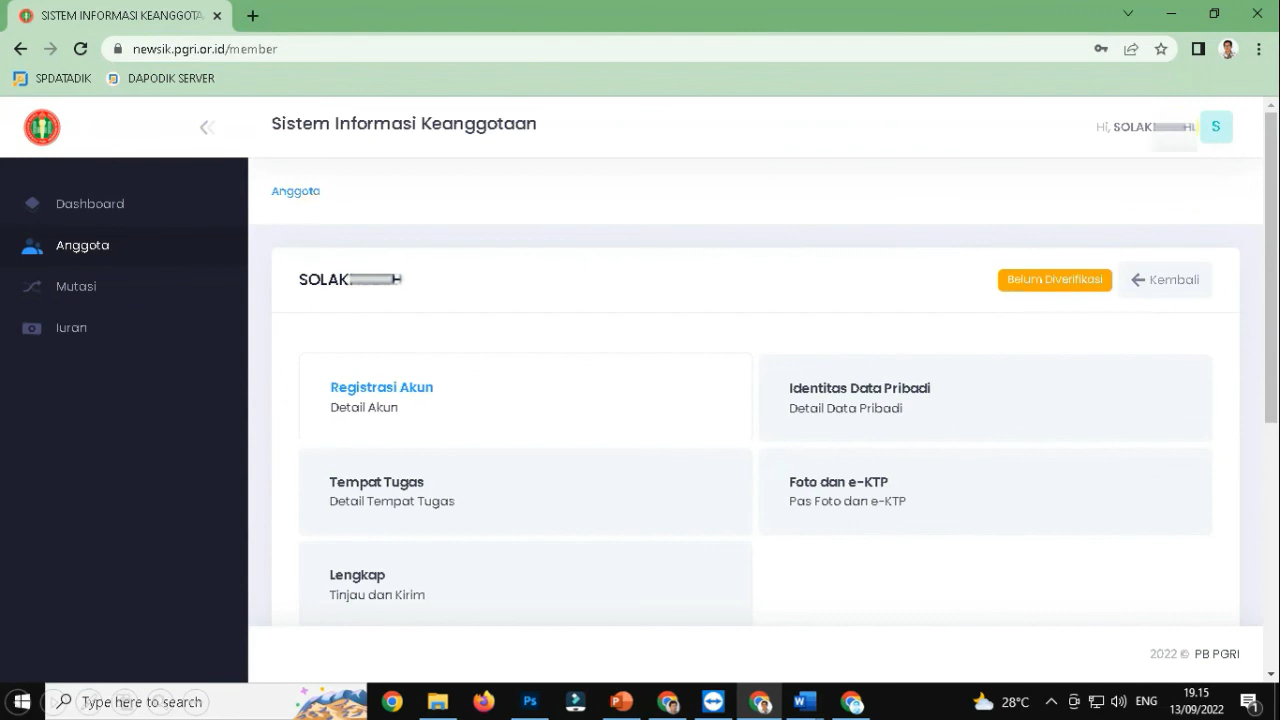 SISTEM INFORMASI KEANGGOTA
newsik.pgri.or.id/member
SPDATADIK DAPODIK SERVER
Sistem Informasi Keanggotaan
Hi, S
Anggota
Dashboard
Anggota
Mutasi
Iuran
Belum Diverifikasi Kembali
Registrasi Akun
Detail Akun
Identitas Data Pribadi
Detail Data Pribadi
Tempat Tugas
Detail Tempat Tugas
Foto dan e-KTP
Pas Foto dan e-KTP
Lengkap
Tinjau dan Kirim
2022 © PB PGRI
Type here to search
28°C ENG
19.15
13/09/2022
1